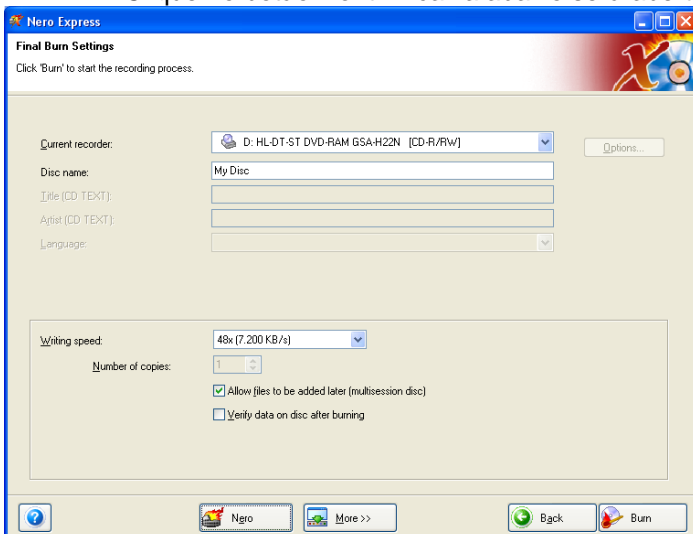 Nero Express
Final Burn Settings
Click 'Burn' to start the recording process.
Current recorder:
D: HL-DT-ST DVD-RAM GSA-H22N [CD-R/RW]
Options...
Disc name:
My Disc
Title (CD TEXT):
Artist (CD TEXT):
Language:
Writing speed:
48x (7.200 KB/s)
Number of copies:
1
Allow files to be added later (multisession disc)
Verify data on disc after burning
Nero
More >>
Back
Burn